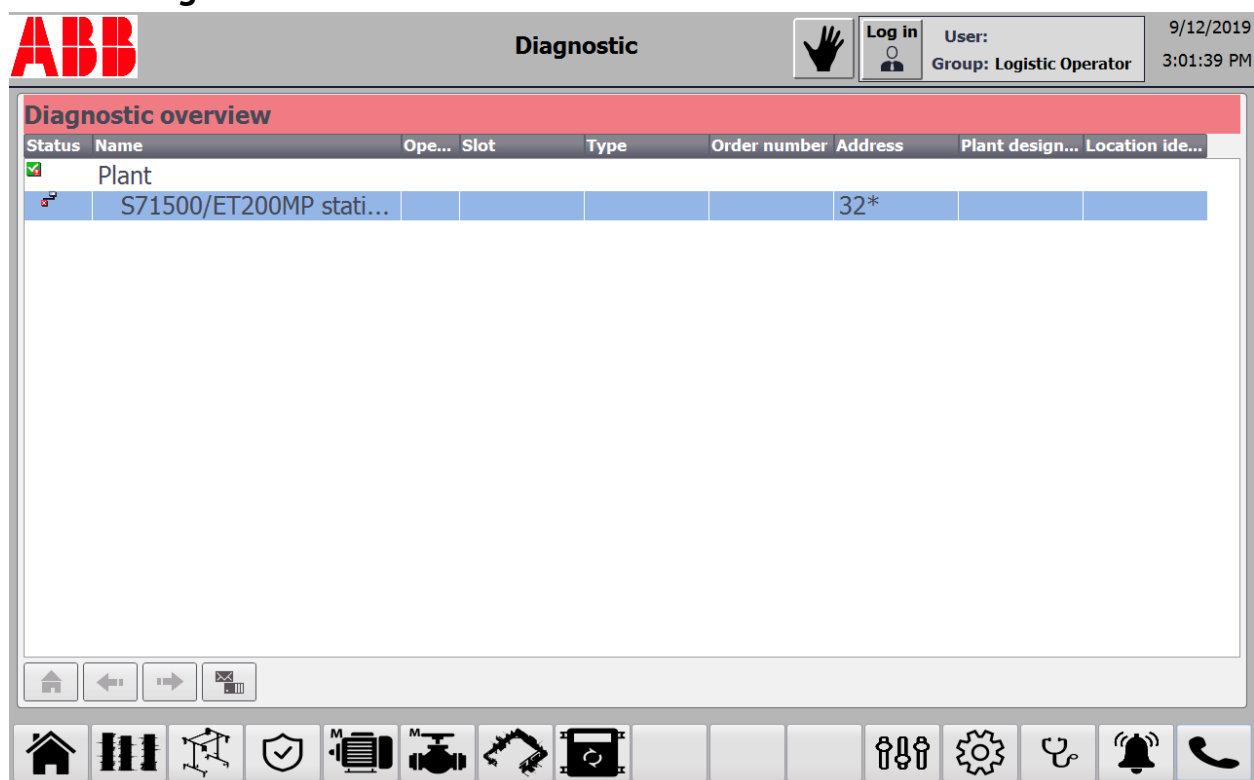 ABB
Diagnostic
Log in
User:
Group: Logistic Operator
9/12/2019
3:01:39 PM
Diagnostic overview
Status Name Ope... Slot Type Order number Address Plant design... Location ide...
Plant
S71500/ET200MP stati... 32*
M M